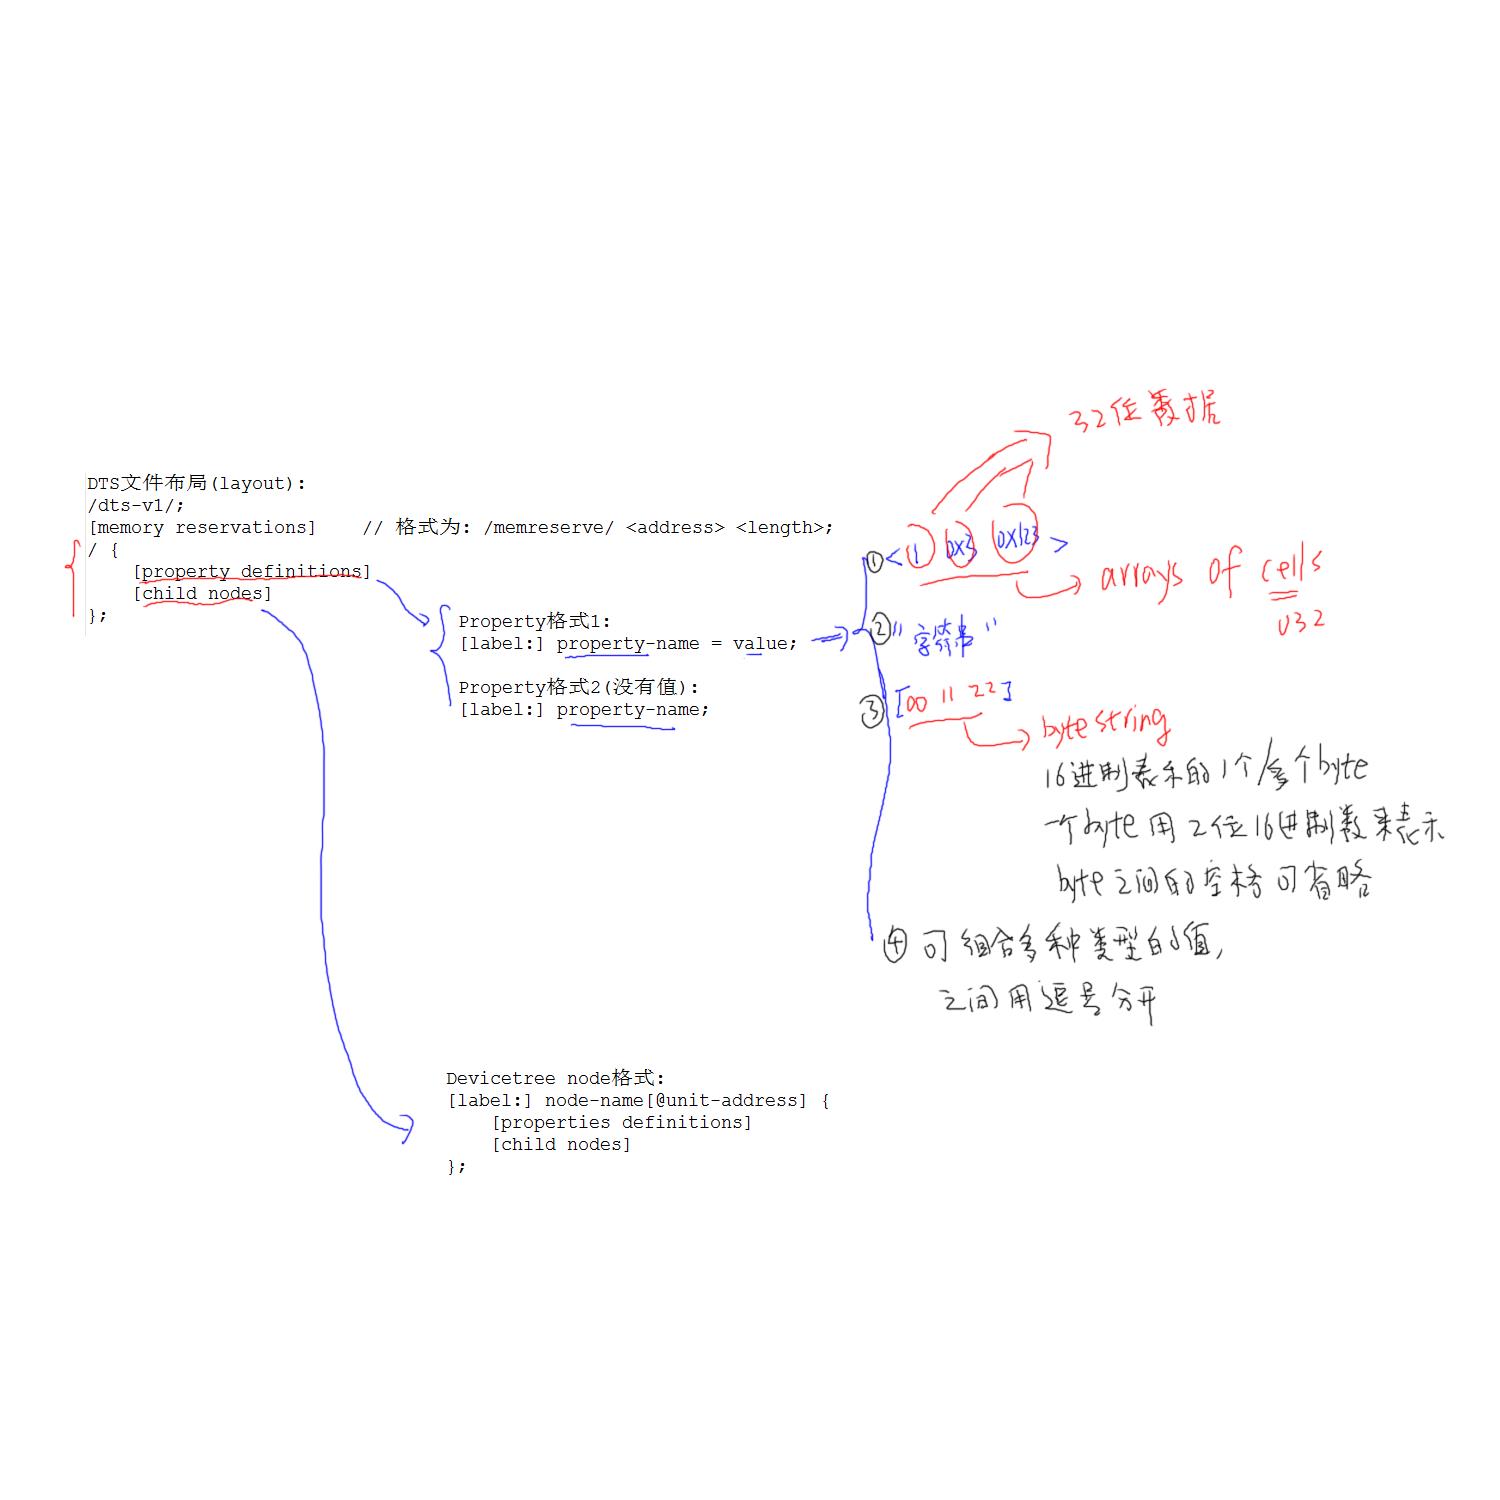 DTS文件布局(layout):
/dts-v1/;
[memory reservations]    // 格式为: /memreserve/ <address> <length>;
/ {
    [property definitions]
    [child nodes]
};
Property格式1:
[label:] property-name = value;
Property格式2(没有值):
[label:] property-name;
32位数据
① < 1 0x3 0x123 >
arrays of cells
u32
② "字符串"
③ [00 11 22]
bytestring
16进制表示的1个/多个byte
一个byte用2位16进制数来表示
byte之间的空格可省略
④ 可组合多种类型的值,
之间用逗号分开
Devicetree node格式:
[label:] node-name[@unit-address] {
    [properties definitions]
    [child nodes]
};